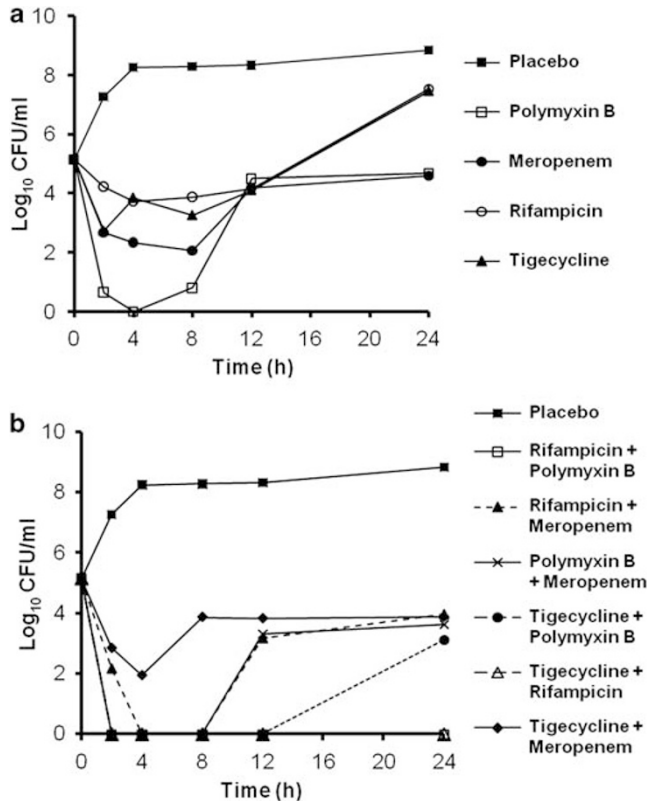 a
10
8
6
4
2
0
Log10 CFU/ml
0 4 8 12 16 20 24
Time (h)
Placebo
Polymyxin B
Meropenem
Rifampicin
Tigecycline
b
10
8
6
4
2
0
Log10 CFU/ml
0 4 8 12 16 20 24
Time (h)
Placebo
Rifampicin +
Polymyxin B
Rifampicin +
Meropenem
Polymyxin B
+ Meropenem
Tigecycline +
Polymyxin B
Tigecycline +
Rifampicin
Tigecycline +
Meropenem